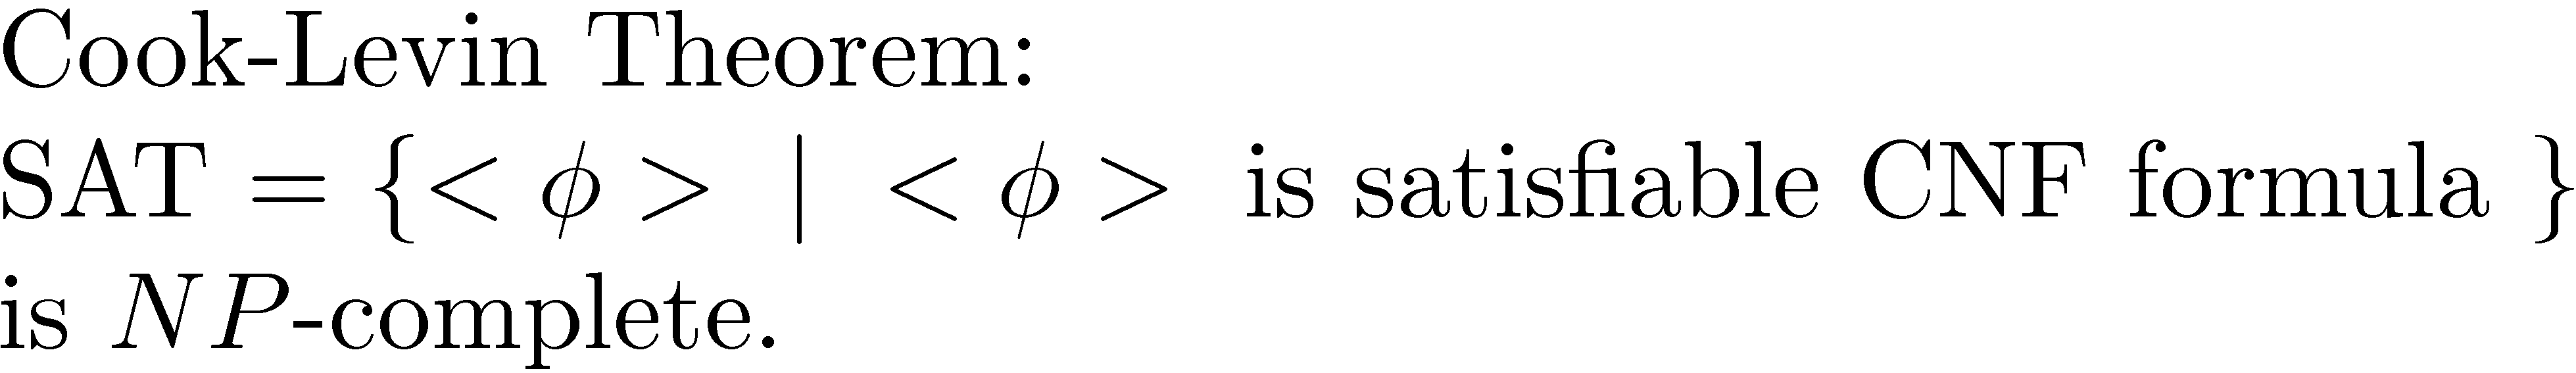 Cook-Levin Theorem:
SAT = {< ϕ > | < ϕ > is satisfiable CNF formula }
is NP-complete.